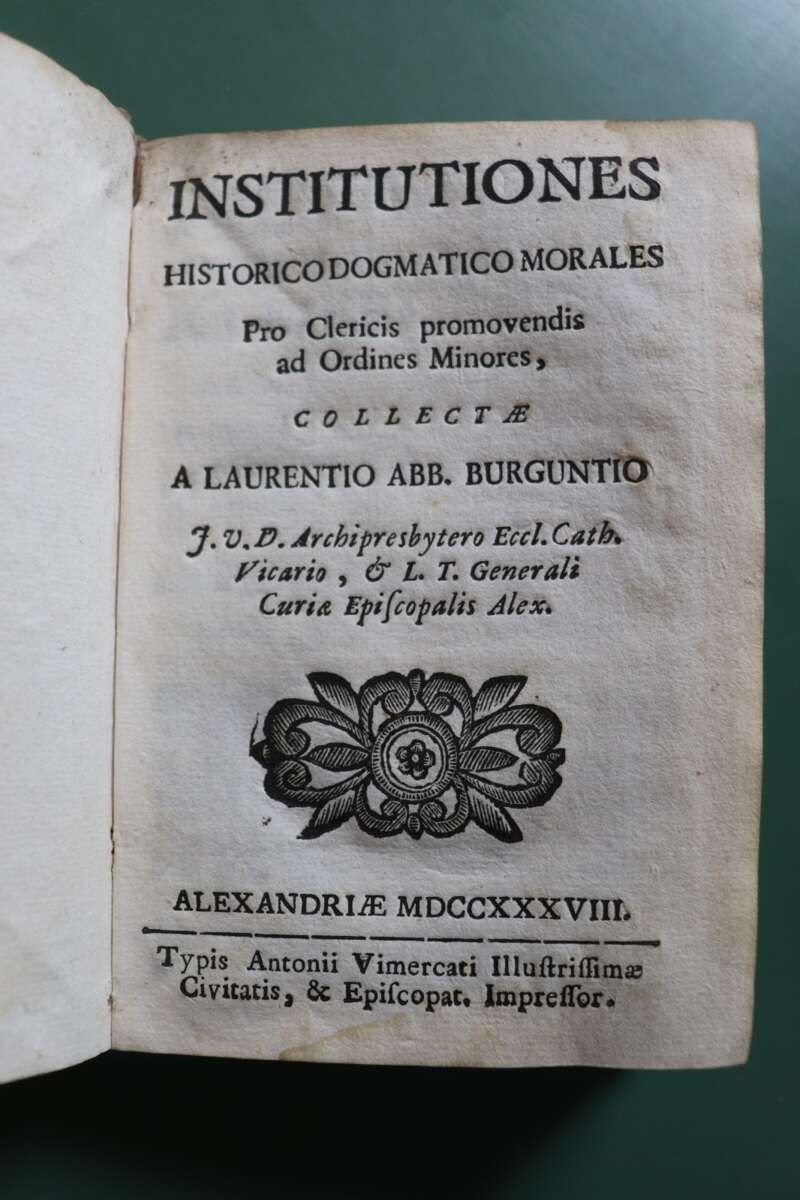 INSTITUTIONES
HISTORICO DOGMATICO MORALES
Pro Clericis promovendis
ad Ordines Minores,
COLLECTÆ
A LAURENTIO ABB. BURGUNTIO
J. V. D. Archipresbytero Eccl. Cath.
Vicario, & L. T. Generali
Curiæ Epiſcopalis Alex.
ALEXANDRIÆ MDCCXXXVIII.
Typis Antonii Vimercati Illuſtriſſimæ
Civitatis, & Epiſcopat. Impreſſor.